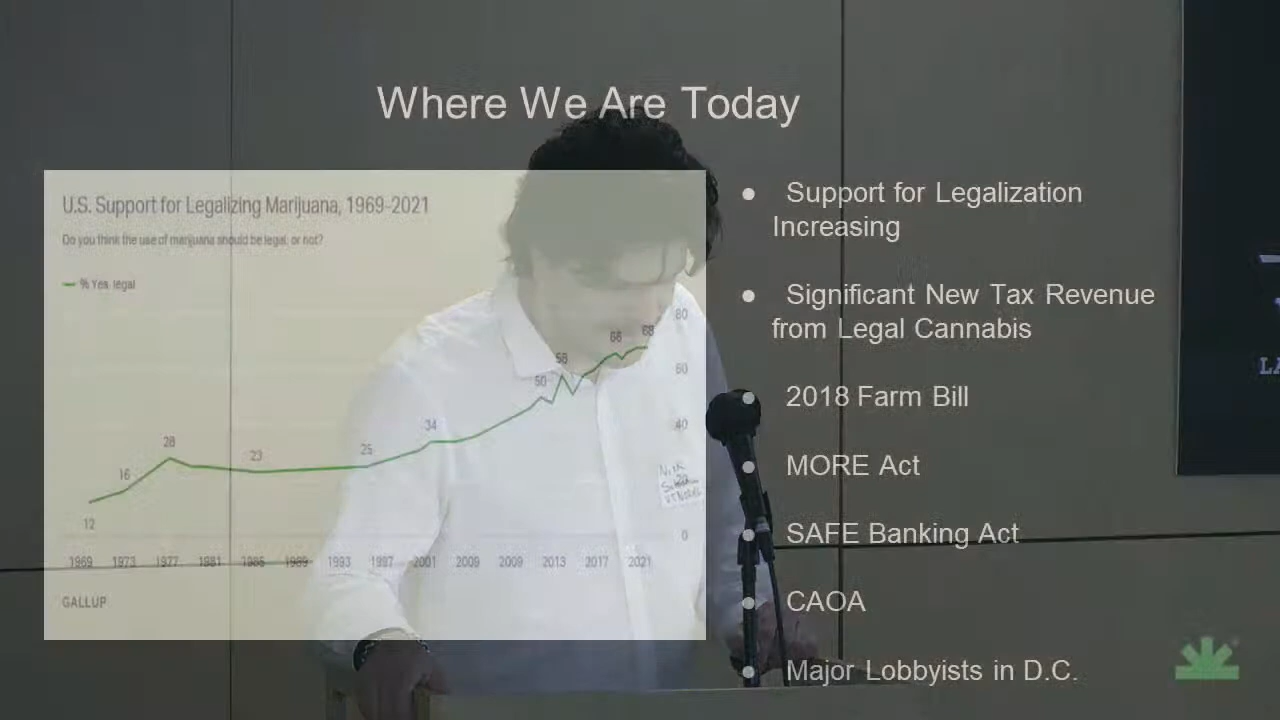 Where We Are Today
U.S. Support for Legalizing Marijuana, 1969-2021
Do you think the use of marijuana should be legal, or not?
% Yes, legal
80
68
66
60
58
50
40
34
28
25
23
16
20
12
0
1969 1973 1977 1981 1985 1989 1993 1997 2001 2009 2009 2013 2017 2021
GALLUP
● Support for Legalization
Increasing
● Significant New Tax Revenue
from Legal Cannabis
● 2018 Farm Bill
● MORE Act
● SAFE Banking Act
● CAOA
● Major Lobbyists in D.C.